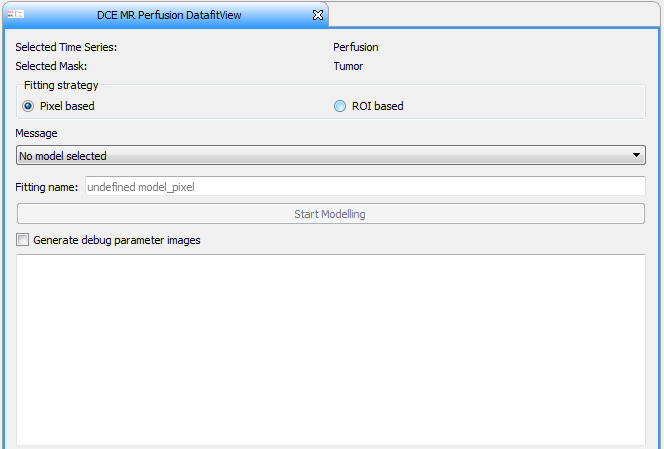 DCE MR Perfusion DatafitView
Selected Time Series: Perfusion
Selected Mask: Tumor
Fitting strategy
Pixel based ROI based
Message
No model selected
Fitting name: undefined model_pixel
Start Modelling
Generate debug parameter images